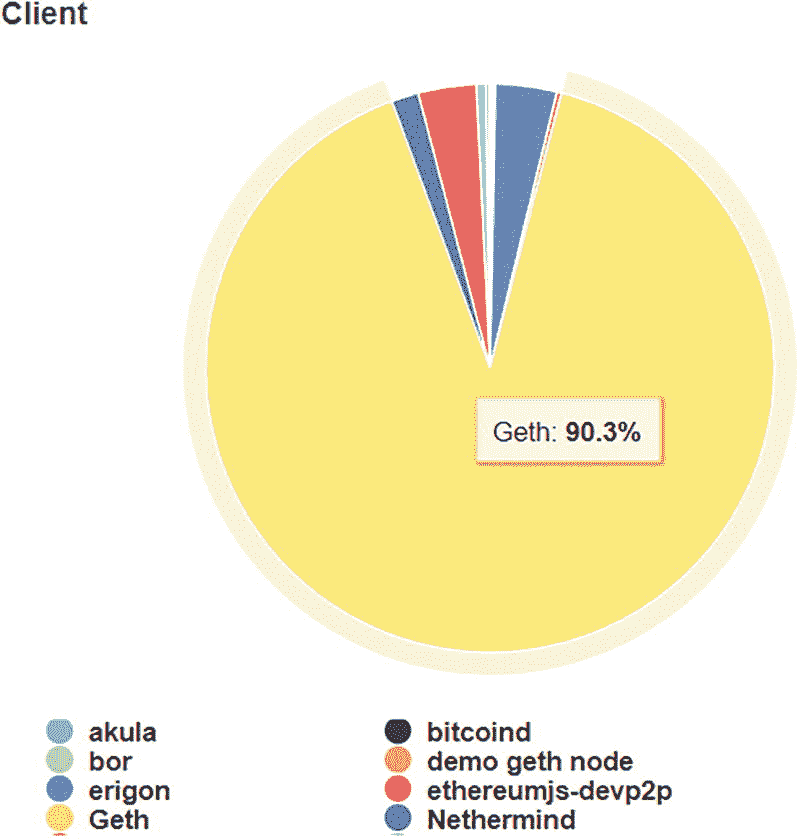 Client
Geth: 90.3%
akula
bitcoind
bor
demo geth node
erigon
ethereumjs-devp2p
Geth
Nethermind